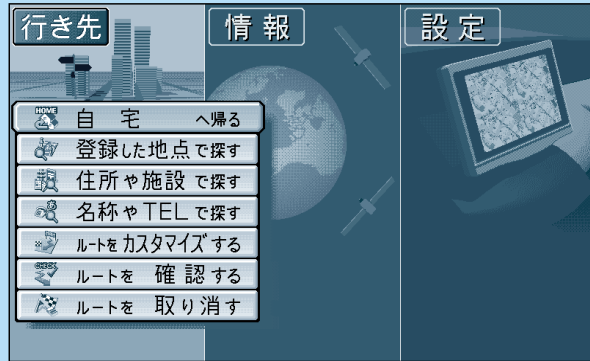 行き先
情報
設定
HOME
自宅へ帰る
登録した地点で探す
住所や施設で探す
名称やTELで探す
ルートをカスタマイズする
CHECK
ルートを確認する
ルートを取り消す